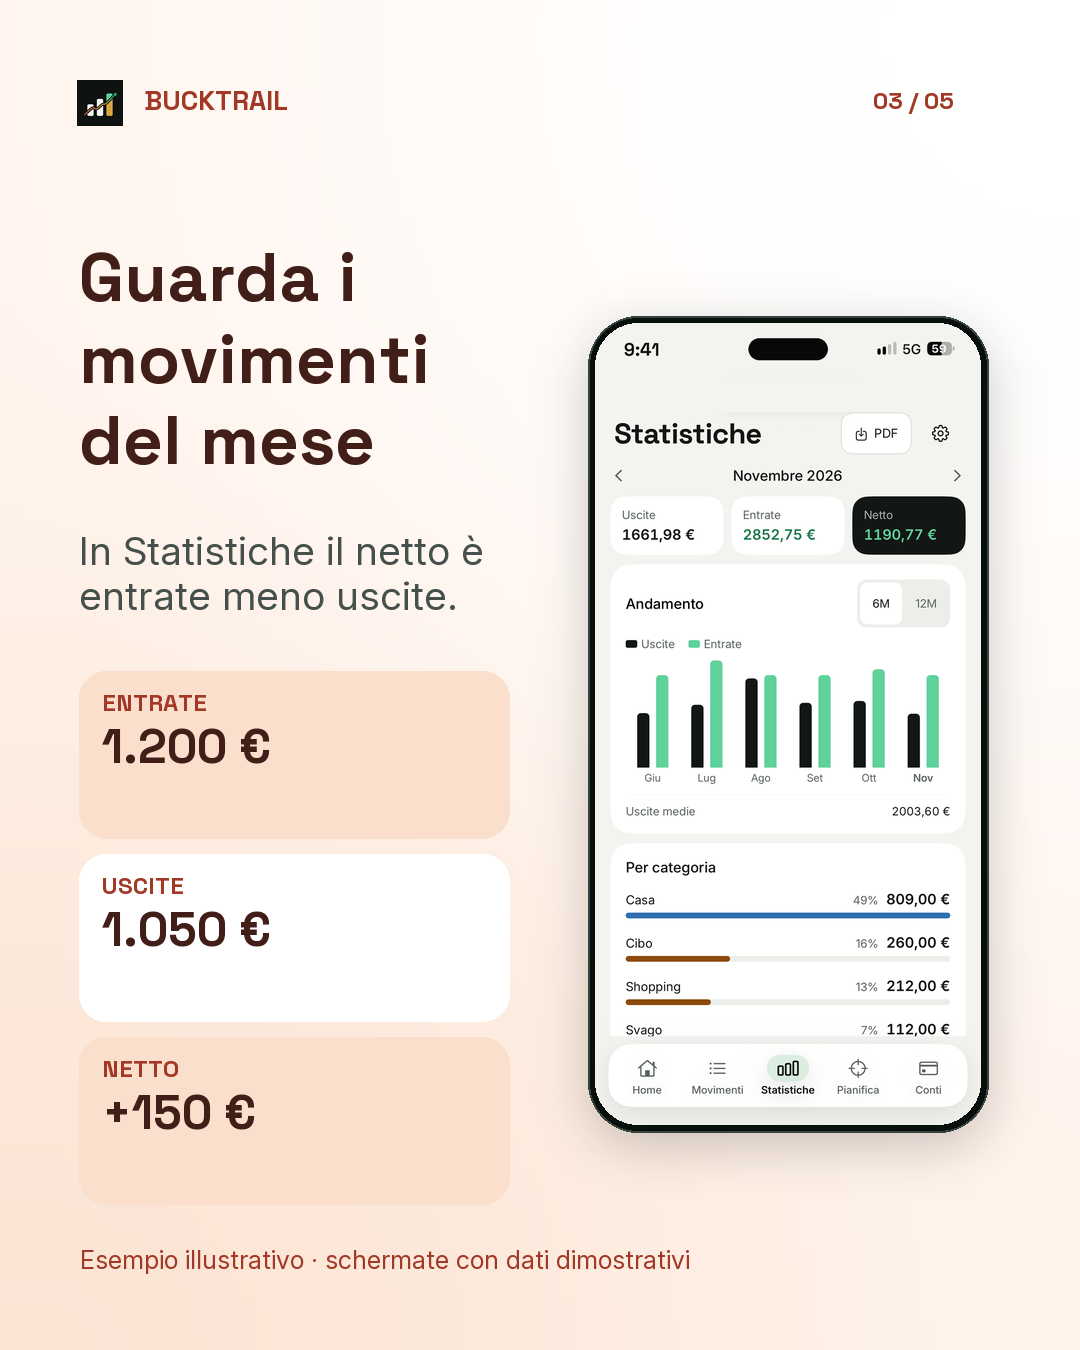 BUCKTRAIL
03 / 05
Guarda i
movimenti
del mese
In Statistiche il netto è
entrate meno uscite.
ENTRATE
1.200 €
USCITE
1.050 €
NETTO
+150 €
9:41
5G 59
Statistiche
PDF
Novembre 2026
Uscite Entrate Netto
1661,98 € 2852,75 € 1190,77 €
Andamento 6M 12M
Uscite Entrate
Giu Lug Ago Set Ott Nov
Uscite medie 2003,60 €
Per categoria
Casa 49% 809,00 €
Cibo 16% 260,00 €
Shopping 13% 212,00 €
Svago 7% 112,00 €
Home Movimenti Statistiche Pianifica Conti
Esempio illustrativo · schermate con dati dimostrativi